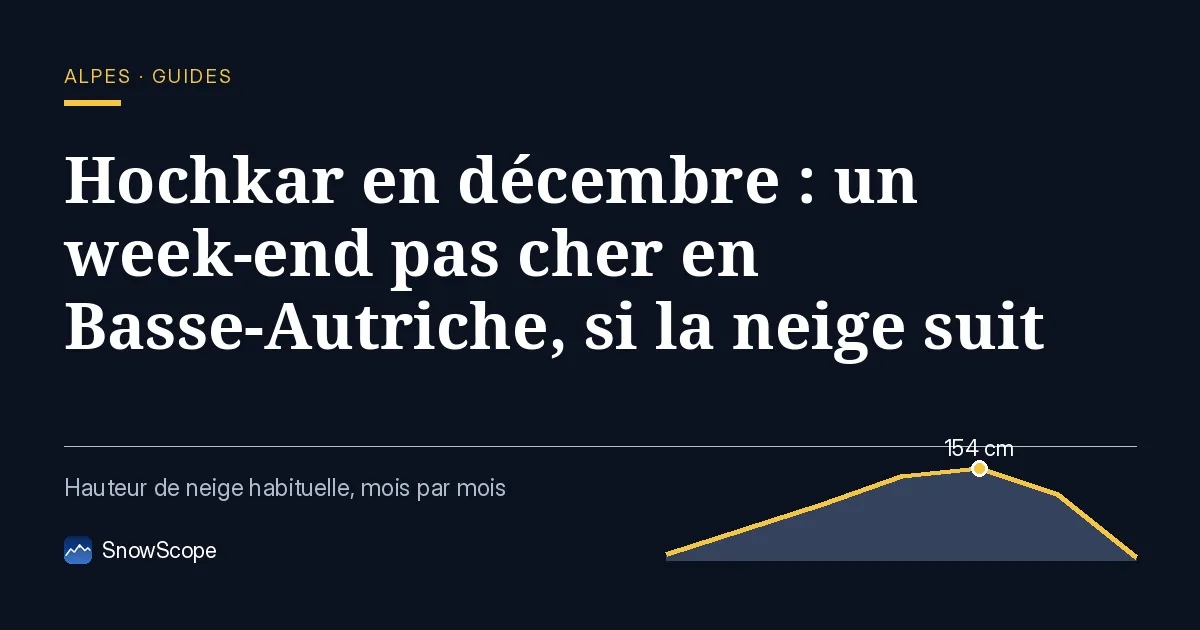 ALPES · GUIDES
Hochkar en décembre : un
week-end pas cher en
Basse-Autriche, si la neige suit
154 cm
Hauteur de neige habituelle, mois par mois
SnowScope